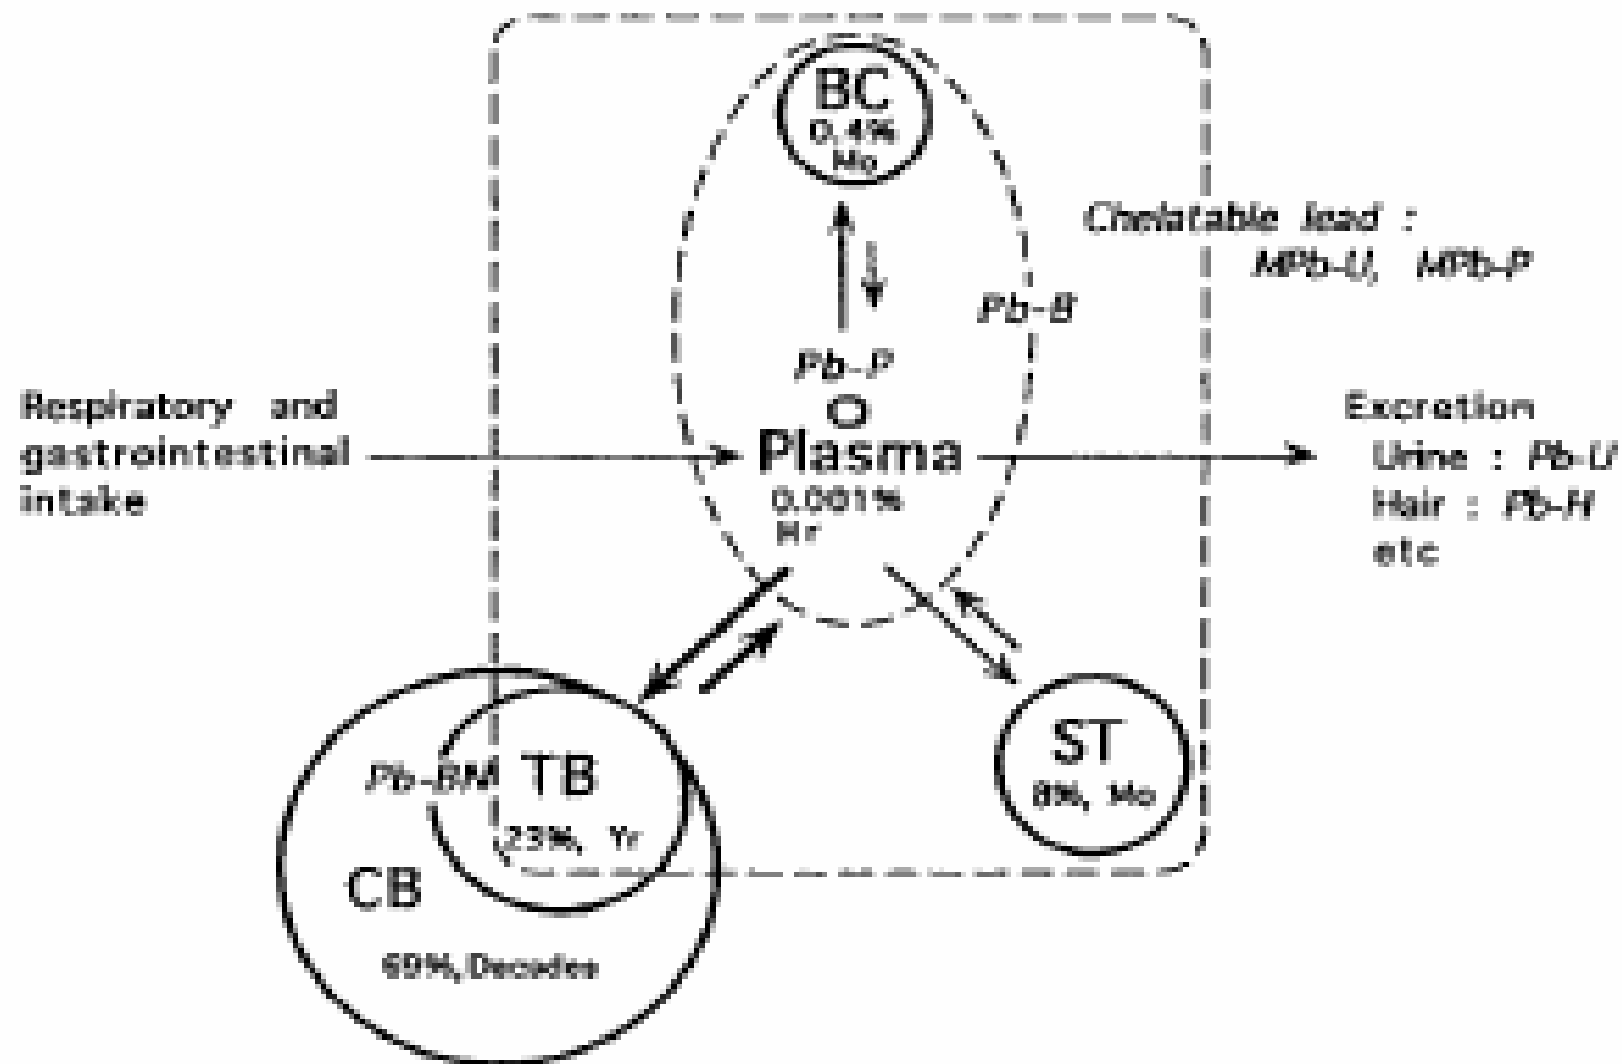 BC
0.4%
Mo
Chelatable lead :
MPb-U, MPb-P
Pb-B
Pb-P
Respiratory and
gastrointestinal
intake
Plasma
0.001%
Hr
Excretion
Urine : Pb-U
Hair : Pb-H
etc
Pb-BM
TB
23%, Yr
ST
8%, Mo
CB
69%, Decades